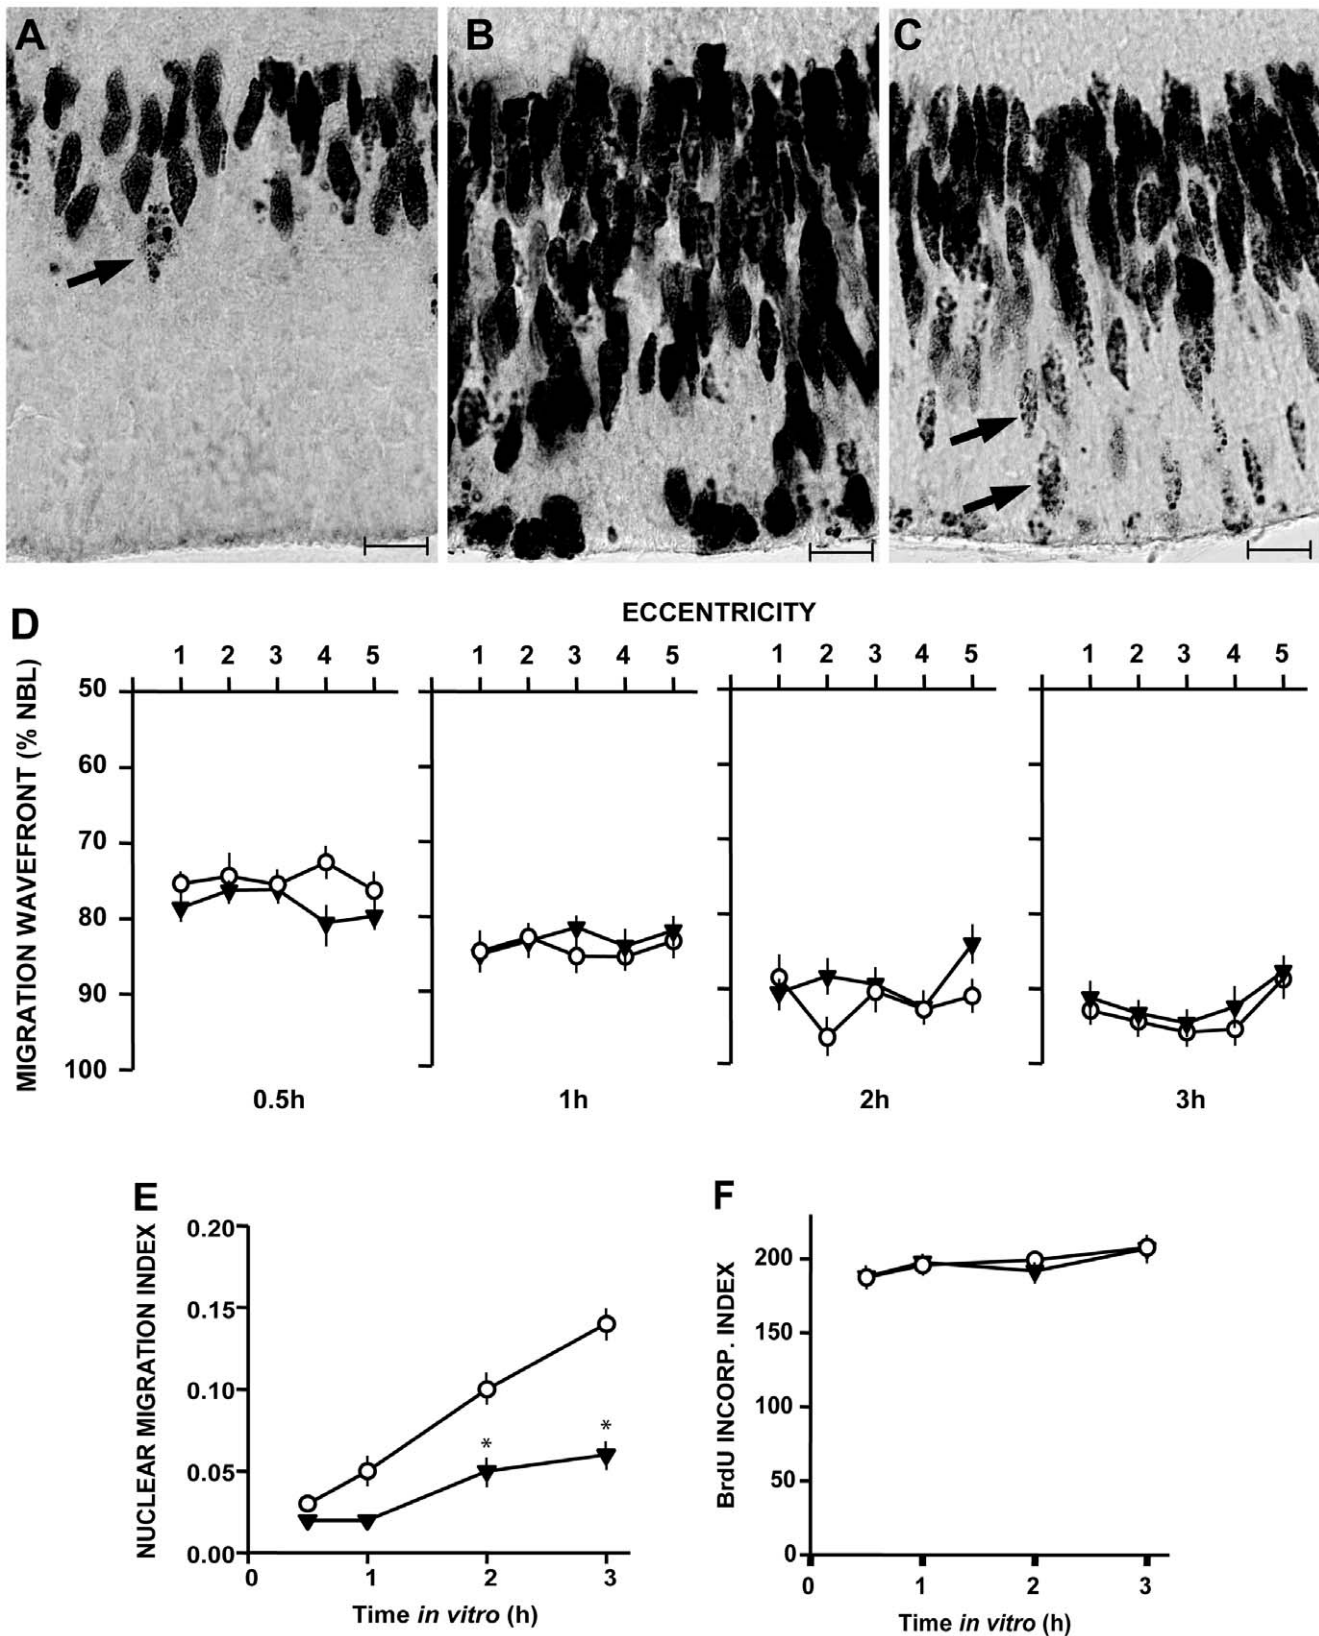 A B C
D ECCENTRICITY
1 2 3 4 5 1 2 3 4 5 1 2 3 4 5 1 2 3 4 5
MIGRATION WAVEFRONT (% NBL)
50
60
70
80
90
100
0.5h 1h 2h 3h
E
NUCLEAR MIGRATION INDEX
0.20
0.15
0.10
0.05
0.00
* *
0 1 2 3
Time in vitro (h)
F
BrdU INCORP. INDEX
200
150
100
50
0
0 1 2 3
Time in vitro (h)